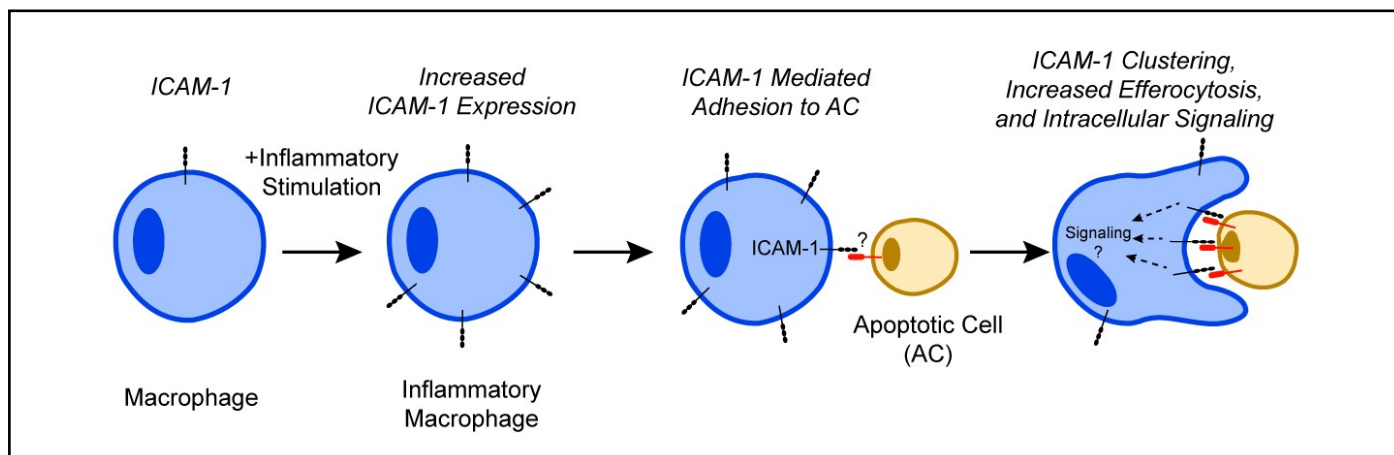 ICAM-1
+Inflammatory
Stimulation
Macrophage
Increased
ICAM-1 Expression
Inflammatory
Macrophage
ICAM-1 Mediated
Adhesion to AC
ICAM-1
?
Apoptotic Cell
(AC)
ICAM-1 Clustering,
Increased Efferocytosis,
and Intracellular Signaling
Signaling
?